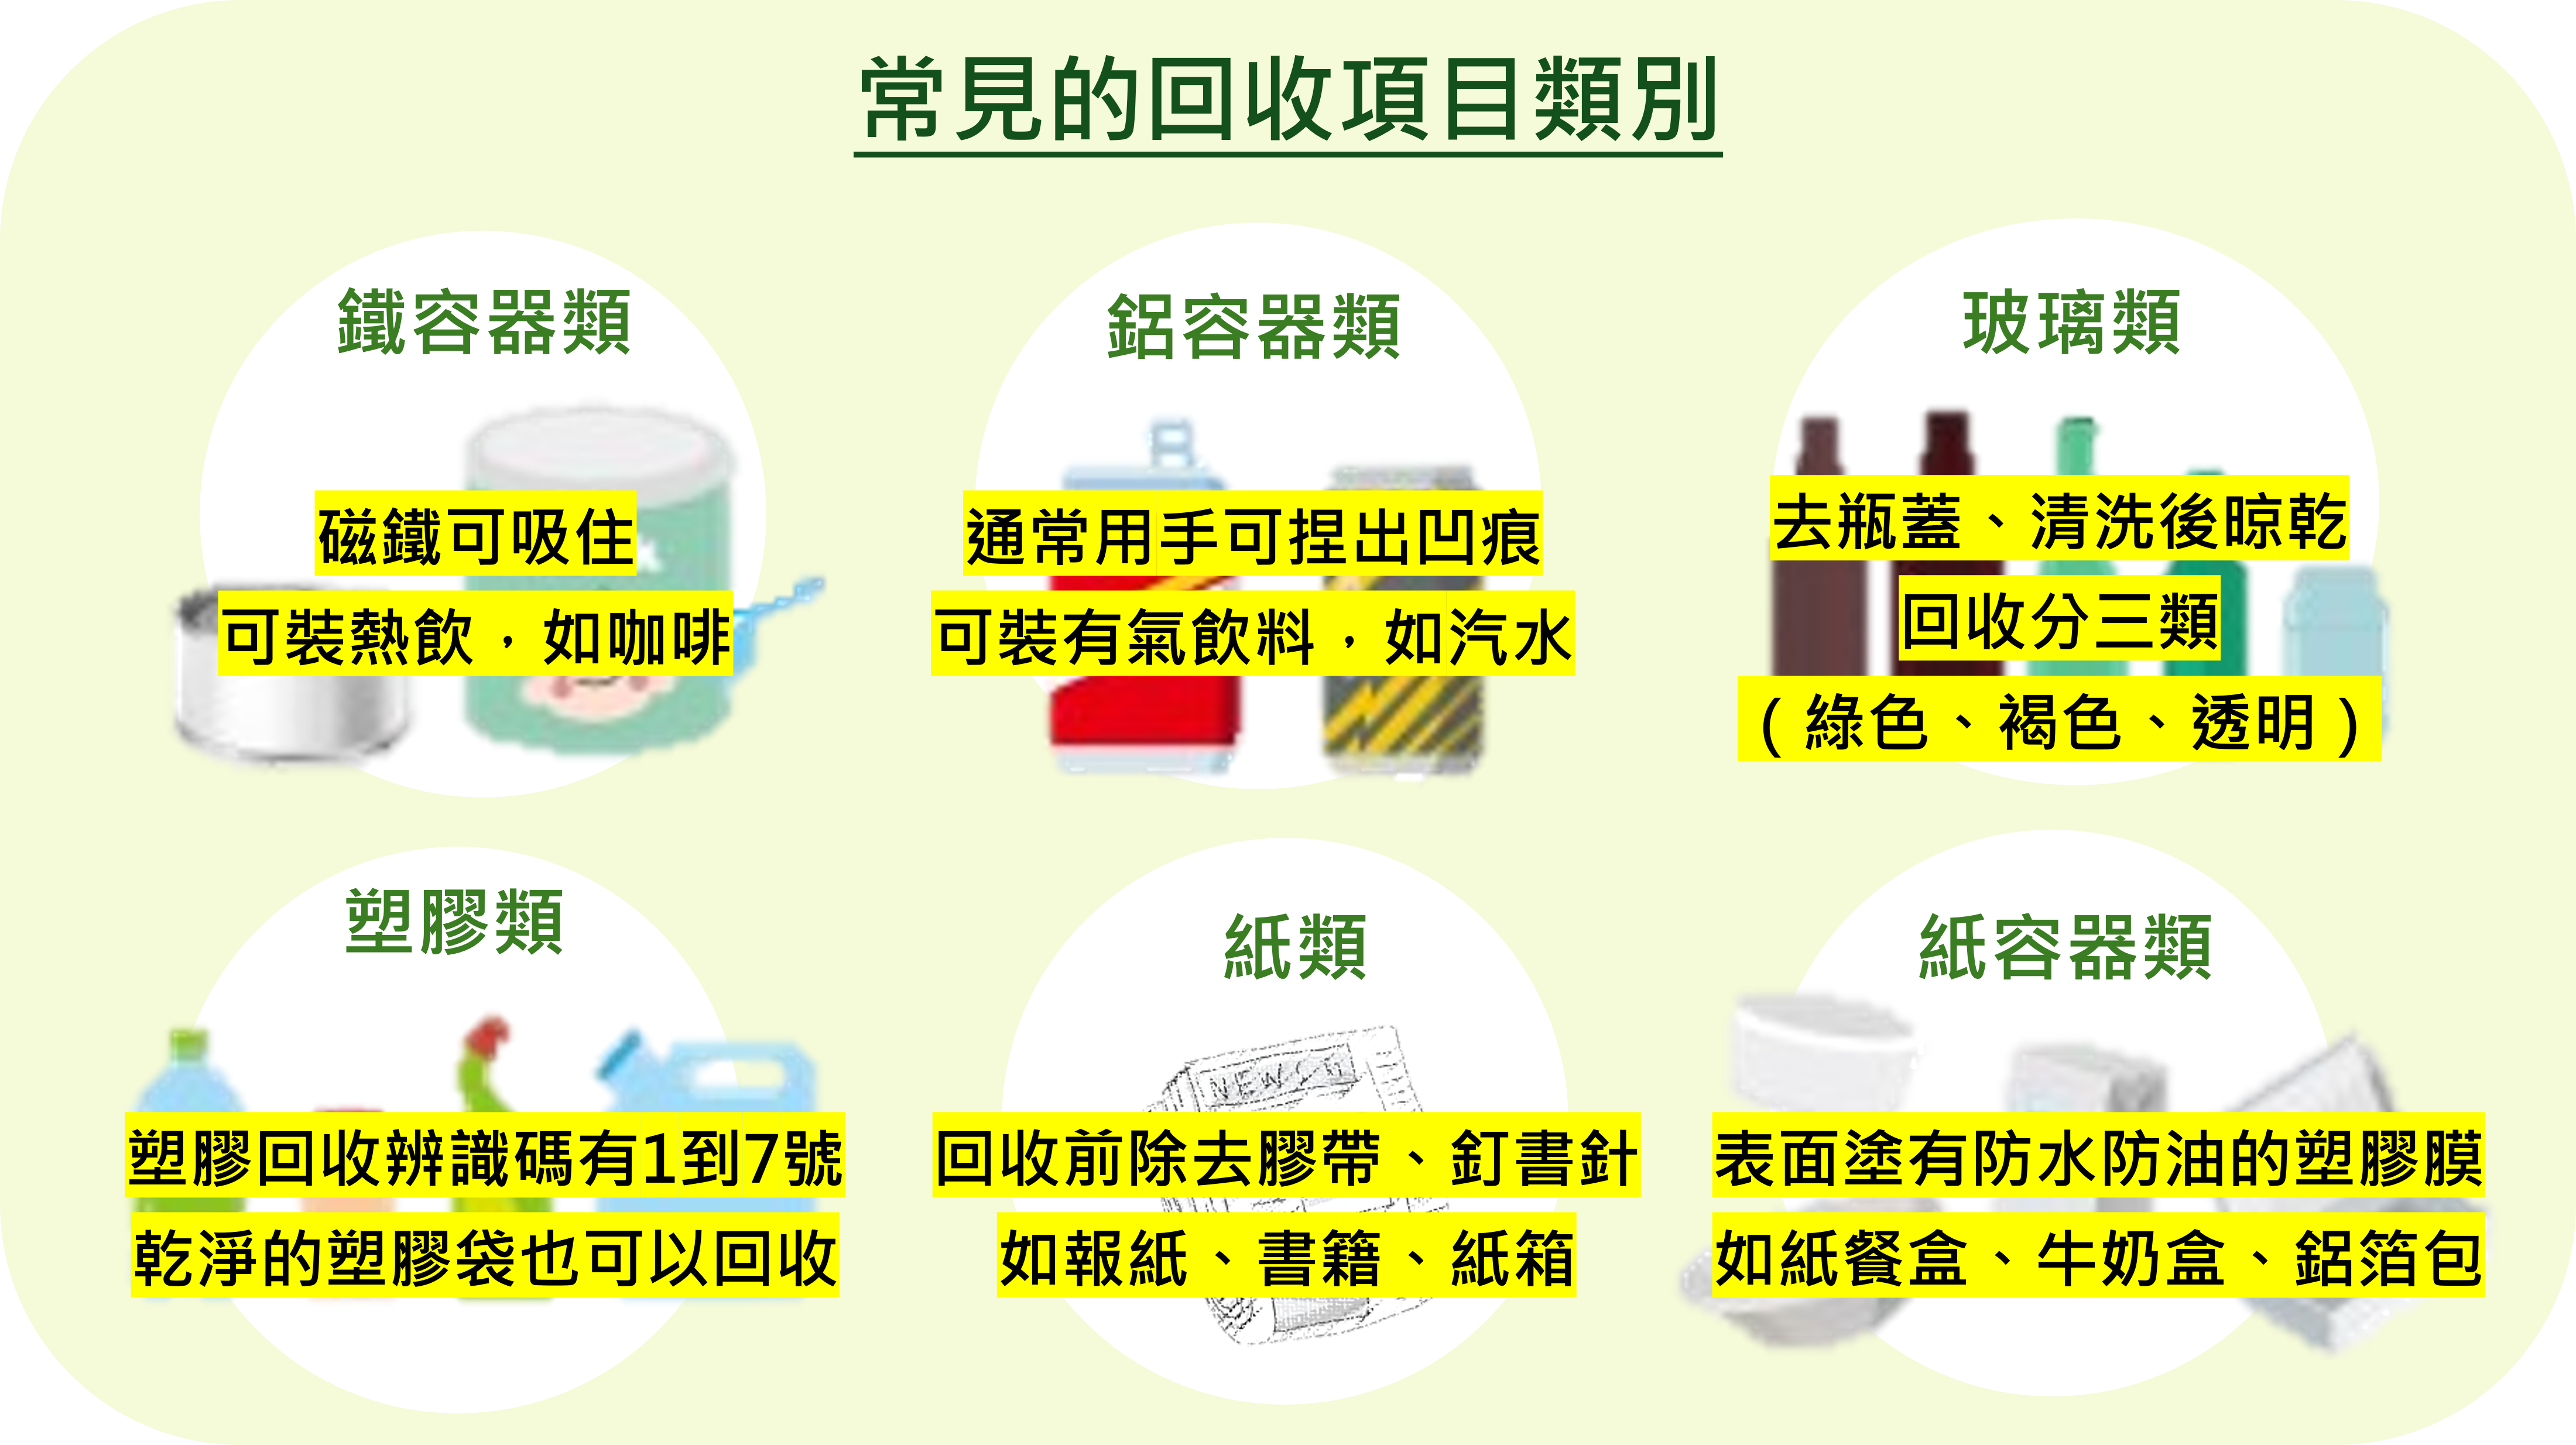 常見的回收項目類別
鐵容器類
磁鐵可吸住
可裝熱飲，如咖啡
鋁容器類
通常用手可捏出凹痕
可裝有氣飲料，如汽水
玻璃類
去瓶蓋、清洗後晾乾
回收分三類
（綠色、褐色、透明）
塑膠類
塑膠回收辨識碼有1到7號
乾淨的塑膠袋也可以回收
紙類
NEWS
回收前除去膠帶、釘書針
如報紙、書籍、紙箱
紙容器類
表面塗有防水防油的塑膠膜
如紙餐盒、牛奶盒、鋁箔包